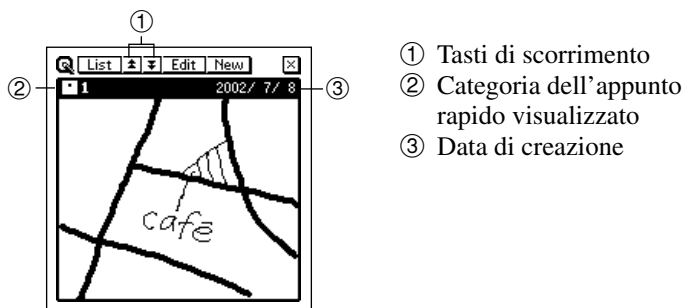 ①
List Edit New
② 1 2002/ 7/ 8 ③
café
① Tasti di scorrimento
② Categoria dell'appunto
rapido visualizzato
③ Data di creazione